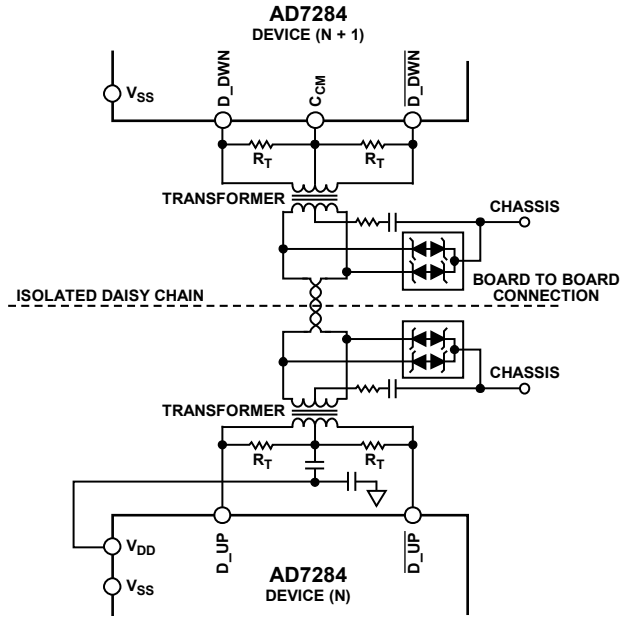 AD7284
DEVICE (N + 1)
VSS
D_DWN
CCM
D_DWN
RT
RT
TRANSFORMER
CHASSIS
BOARD TO BOARD
CONNECTION
ISOLATED DAISY CHAIN
CHASSIS
TRANSFORMER
RT
RT
VDD
VSS
D_UP
D_UP
AD7284
DEVICE (N)